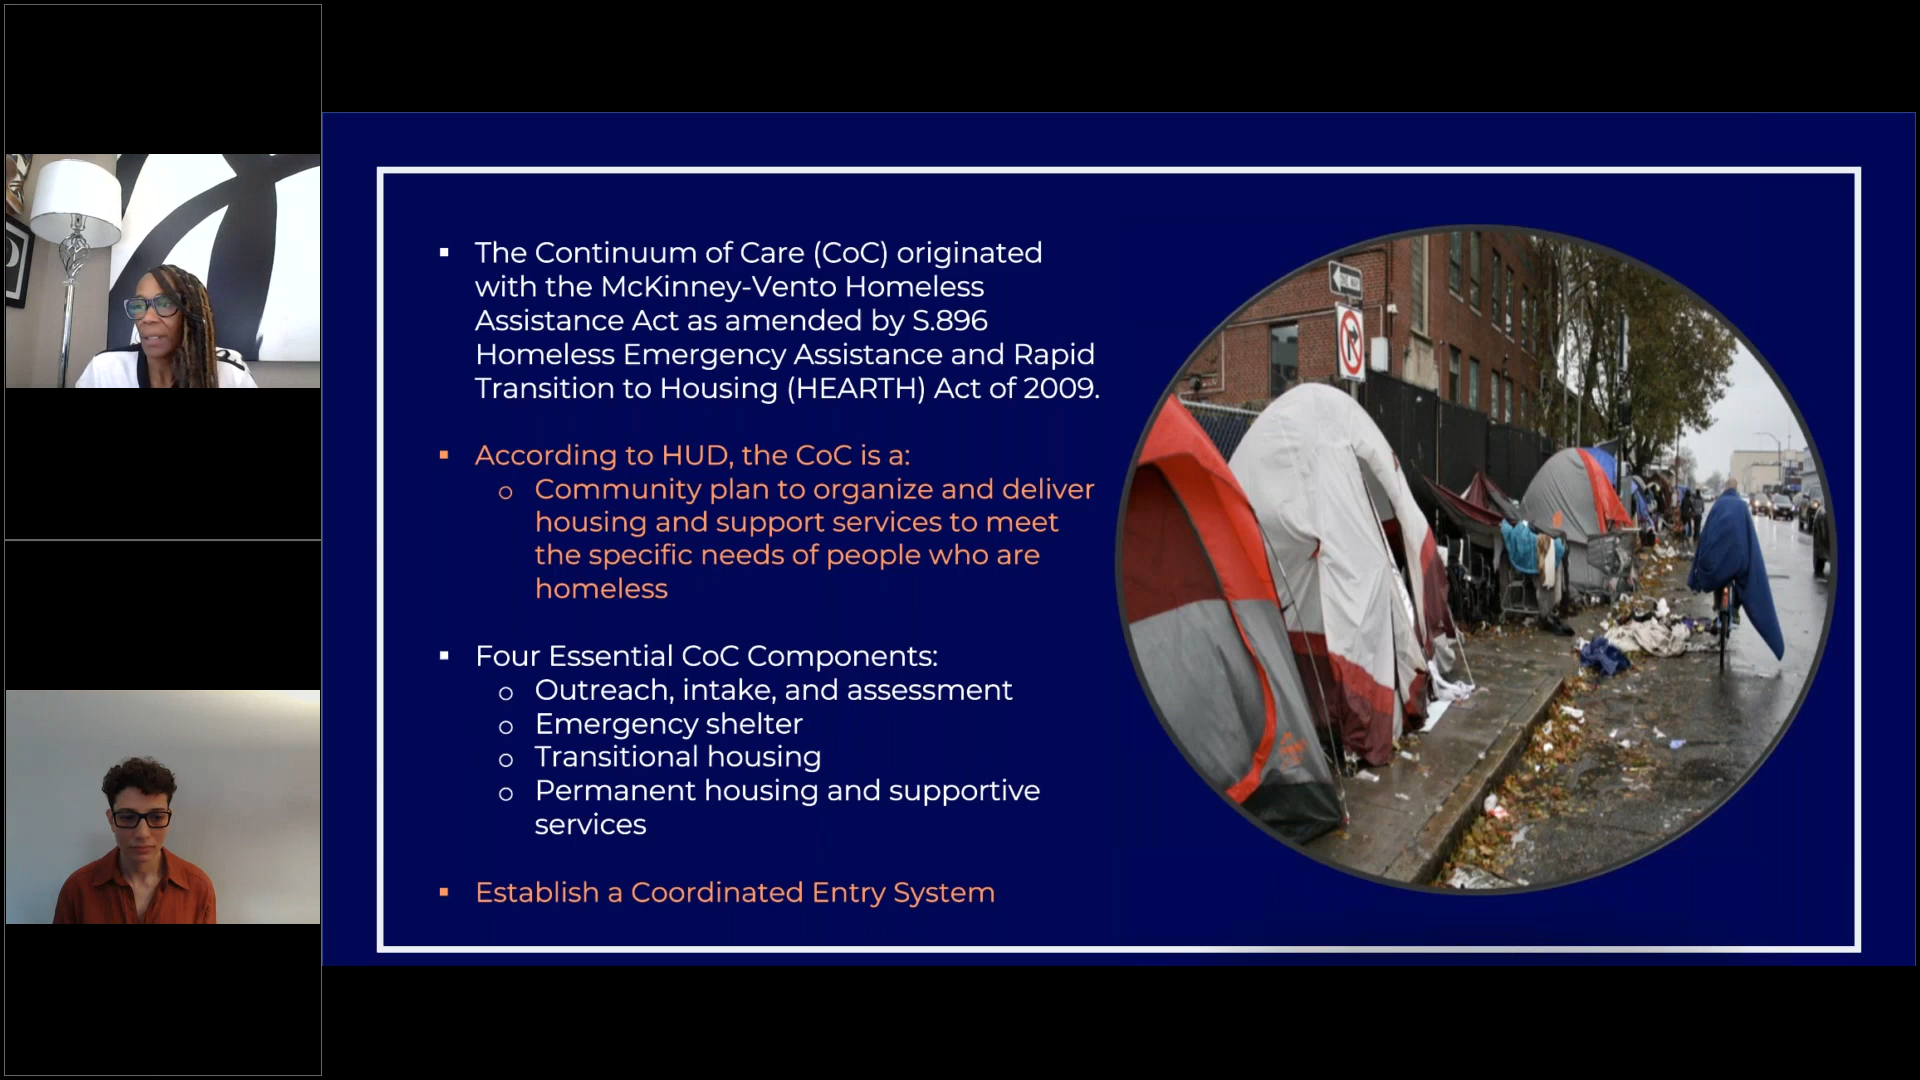 The Continuum of Care (CoC) originated
with the McKinney-Vento Homeless
Assistance Act as amended by S.896
Homeless Emergency Assistance and Rapid
Transition to Housing (HEARTH) Act of 2009.
According to HUD, the CoC is a:
Community plan to organize and deliver
housing and support services to meet
the specific needs of people who are
homeless
Four Essential CoC Components:
Outreach, intake, and assessment
Emergency shelter
Transitional housing
Permanent housing and supportive
services
Establish a Coordinated Entry System